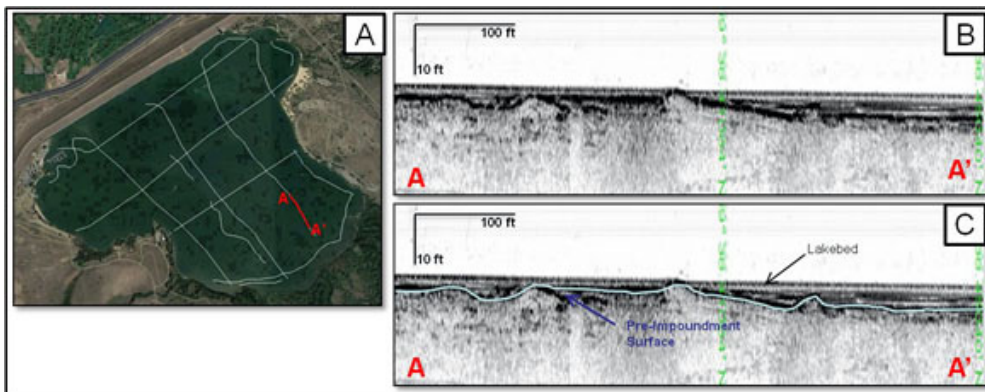 A
A
A'
B
100 ft
10 ft
A
A'
C
100 ft
10 ft
Lakebed
Pre-Impoundment
Surface
A
A'